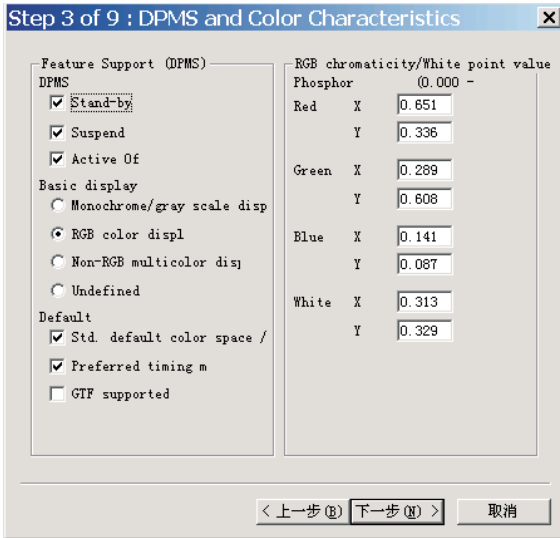 Step 3 of 9 : DPMS and Color Characteristics
Feature Support (DPMS)
DPMS
Stand-by
Suspend
Active Of
Basic display
Monochrome/gray scale disp
RGB color displ
Non-RGB multicolor disj
Undefined
Default
Std. default color space /
Preferred timing m
GTF supported
RGB chromaticity/White point value
Phosphor (0.000 -
Red X 0.651
Y 0.336
Green X 0.289
Y 0.608
Blue X 0.141
Y 0.087
White X 0.313
Y 0.329
< 上一步(B) 下一步(N) > 取消